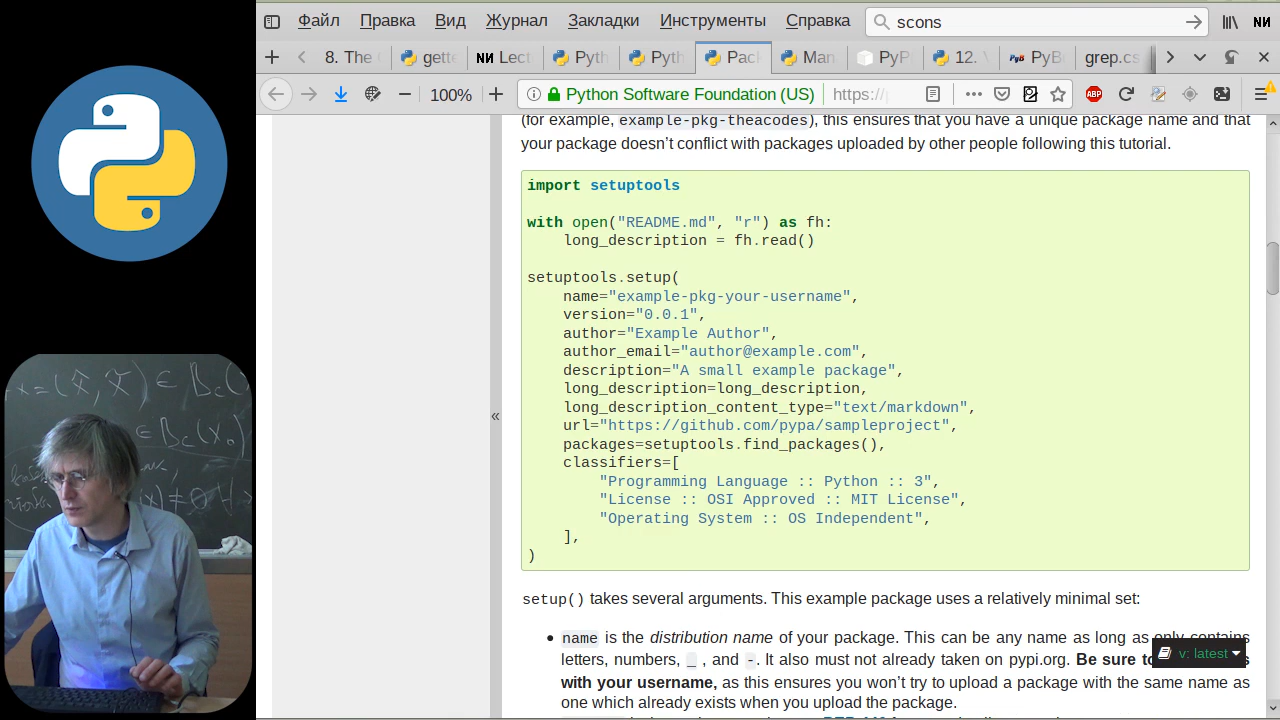 Файл Правка Вид Журнал Закладки Инструменты Справка scons
8. The gette Lect Pyth Pyth Pack Man PyP 12. PyB grep.cs
100% Python Software Foundation (US) https://
(for example, example-pkg-theacodes), this ensures that you have a unique package name and that
your package doesn’t conflict with packages uploaded by other people following this tutorial.
import setuptools
with open("README.md", "r") as fh:
long_description = fh.read()
setuptools.setup(
name="example-pkg-your-username",
version="0.0.1",
author="Example Author",
author_email="author@example.com",
description="A small example package",
long_description=long_description,
long_description_content_type="text/markdown",
url="https://github.com/pypa/sampleproject",
packages=setuptools.find_packages(),
classifiers=[
"Programming Language :: Python :: 3",
"License :: OSI Approved :: MIT License",
"Operating System :: OS Independent",
],
)
setup() takes several arguments. This example package uses a relatively minimal set:
• name is the distribution name of your package. This can be any name as long as only contains
letters, numbers, _ , and -. It also must not already taken on pypi.org. Be sure to
v: latest
with your username, as this ensures you won’t try to upload a package with the same name as
one which already exists when you upload the package.